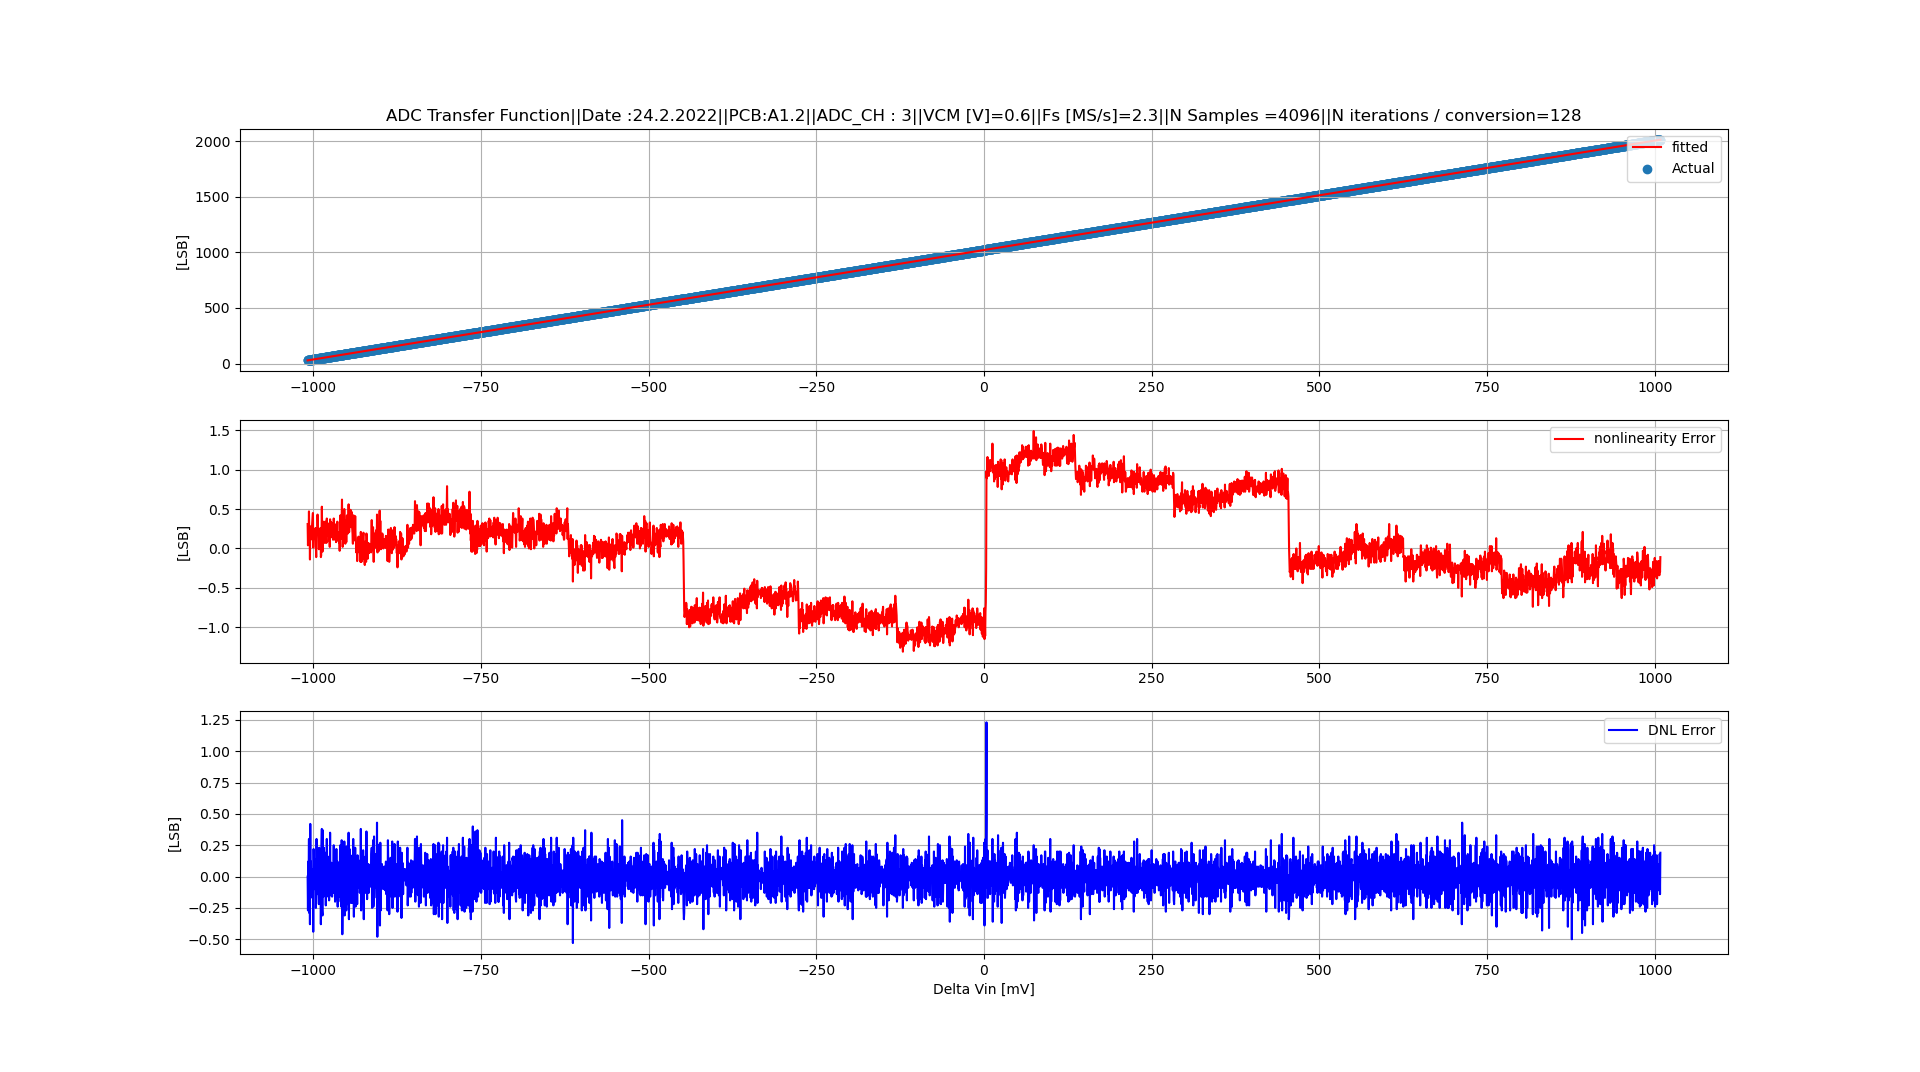 ADC Transfer Function||Date :24.2.2022||PCB:A1.2||ADC_CH : 3||VCM [V]=0.6||Fs [MS/s]=2.3||N Samples =4096||N iterations / conversion=128
2000
1500
1000
500
0
[LSB]
fitted
Actual
−1000 −750 −500 −250 0 250 500 750 1000
1.5
1.0
0.5
0.0
−0.5
−1.0
[LSB]
nonlinearity Error
−1000 −750 −500 −250 0 250 500 750 1000
1.25
1.00
0.75
0.50
0.25
0.00
−0.25
−0.50
[LSB]
DNL Error
−1000 −750 −500 −250 0 250 500 750 1000
Delta Vin [mV]